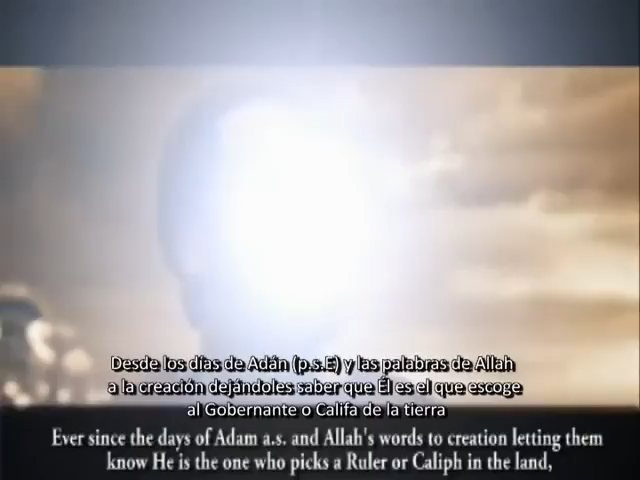 Desde los días de Adán (p.s.E) y las palabras de Allah
a la creación dejándoles saber que Él es el que escoge
al Gobernante o Califa de la tierra
Ever since the days of Adam a.s. and Allah's words to creation letting them
know He is the one who picks a Ruler or Caliph in the land,